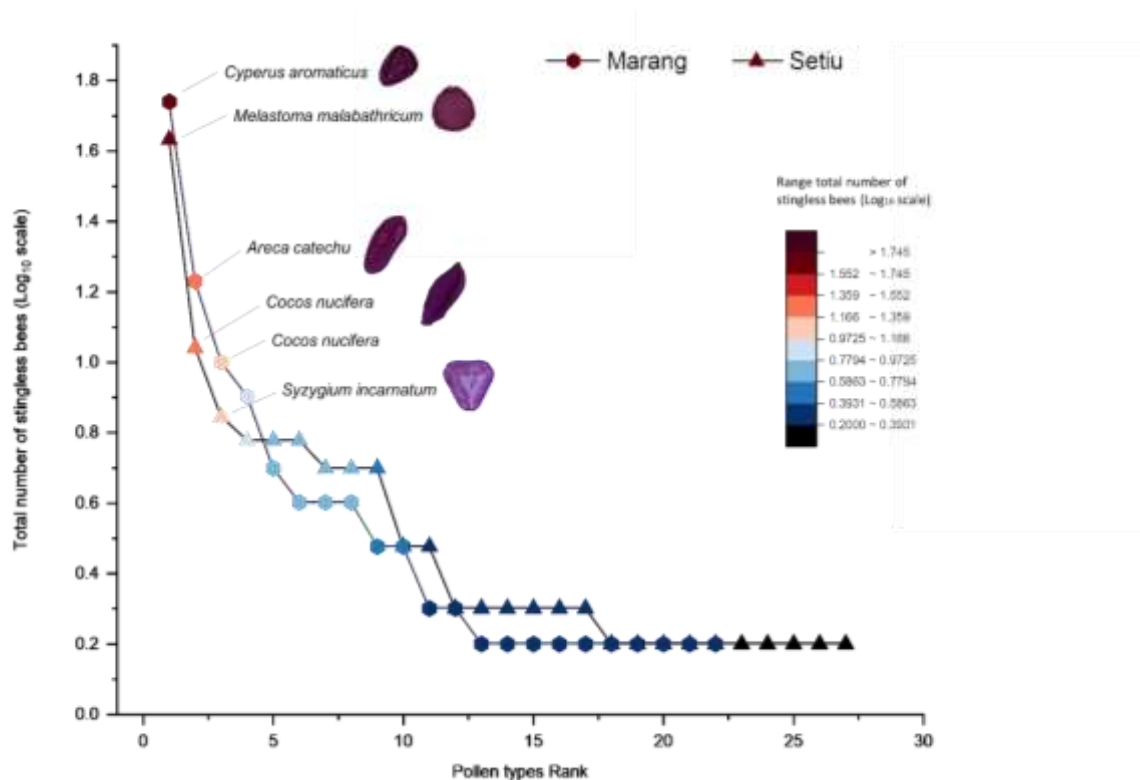 Marang
Setiu
Cyperus aromaticus
Melastoma malabathricum
Areca catechu
Cocos nucifera
Cocos nucifera
Syzygium incarnatum
Range total number of
stingless bees (Log₁₀ scale)
> 1.745
1.552 ~ 1.745
1.359 ~ 1.552
1.166 ~ 1.359
0.9725 ~ 1.166
0.7794 ~ 0.9725
0.5863 ~ 0.7794
0.3931 ~ 0.5863
0.2000 ~ 0.3931
Total number of stingless bees (Log₁₀ scale)
1.8
1.6
1.4
1.2
1.0
0.8
0.6
0.4
0.2
0.0
0
5
10
15
20
25
30
Pollen types Rank